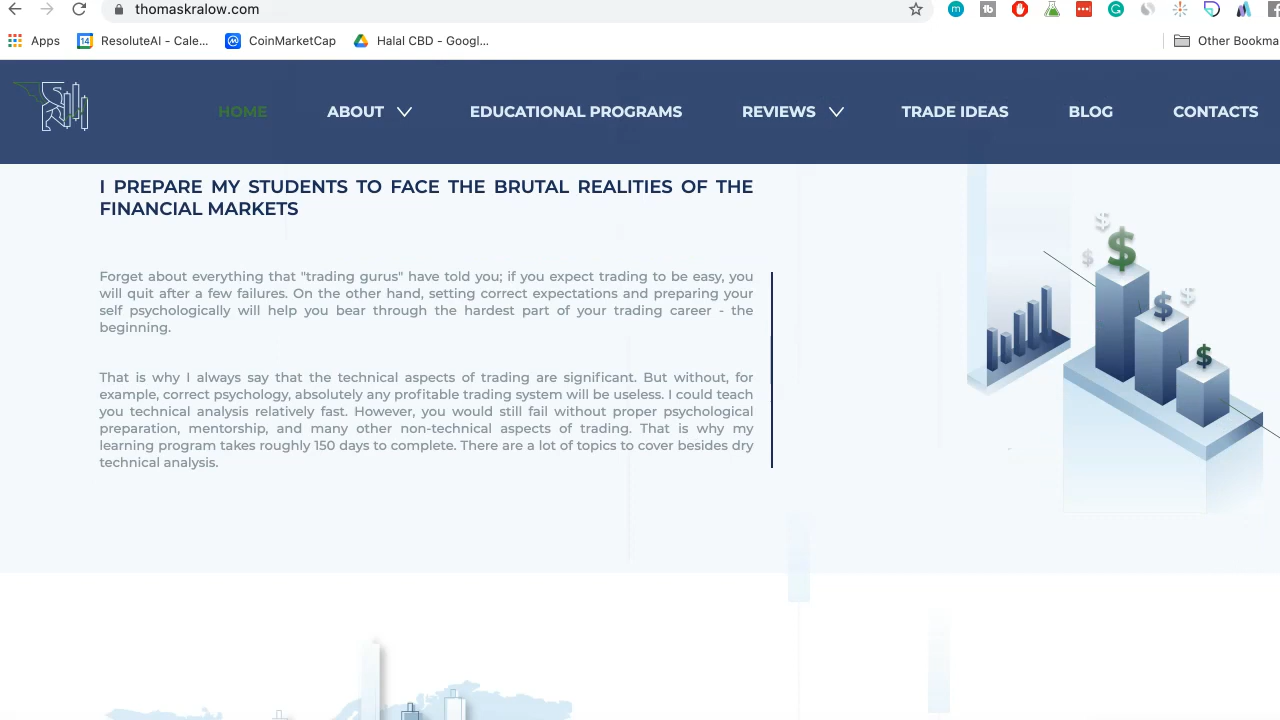 thomaskralow.com
Apps
14
ResoluteAI - Cale...
CoinMarketCap
Halal CBD - Googl...
Other Bookma
HOME
ABOUT
EDUCATIONAL PROGRAMS
REVIEWS
TRADE IDEAS
BLOG
CONTACTS
I PREPARE MY STUDENTS TO FACE THE BRUTAL REALITIES OF THE
FINANCIAL MARKETS
Forget about everything that "trading gurus" have told you; if you expect trading to be easy, you
will quit after a few failures. On the other hand, setting correct expectations and preparing your
self psychologically will help you bear through the hardest part of your trading career - the
beginning.
That is why I always say that the technical aspects of trading are significant. But without, for
example, correct psychology, absolutely any profitable trading system will be useless. I could teach
you technical analysis relatively fast. However, you would still fail without proper psychological
preparation, mentorship, and many other non-technical aspects of trading. That is why my
learning program takes roughly 150 days to complete. There are a lot of topics to cover besides dry
technical analysis.
$
$
$
$
$
$